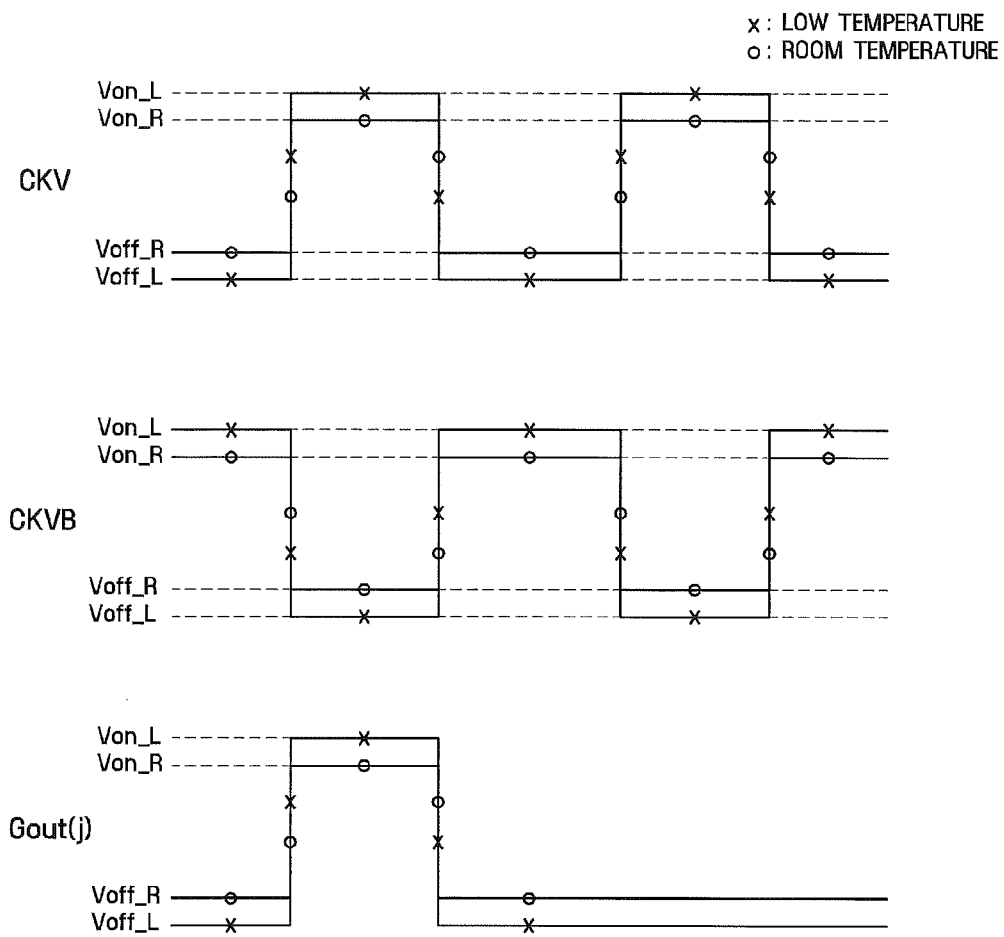 x : LOW TEMPERATURE
o : ROOM TEMPERATURE
Von_L
Von_R
CKV
Voff_R
Voff_L
Von_L
Von_R
CKVB
Voff_R
Voff_L
Von_L
Von_R
Gout(j)
Voff_R
Voff_L